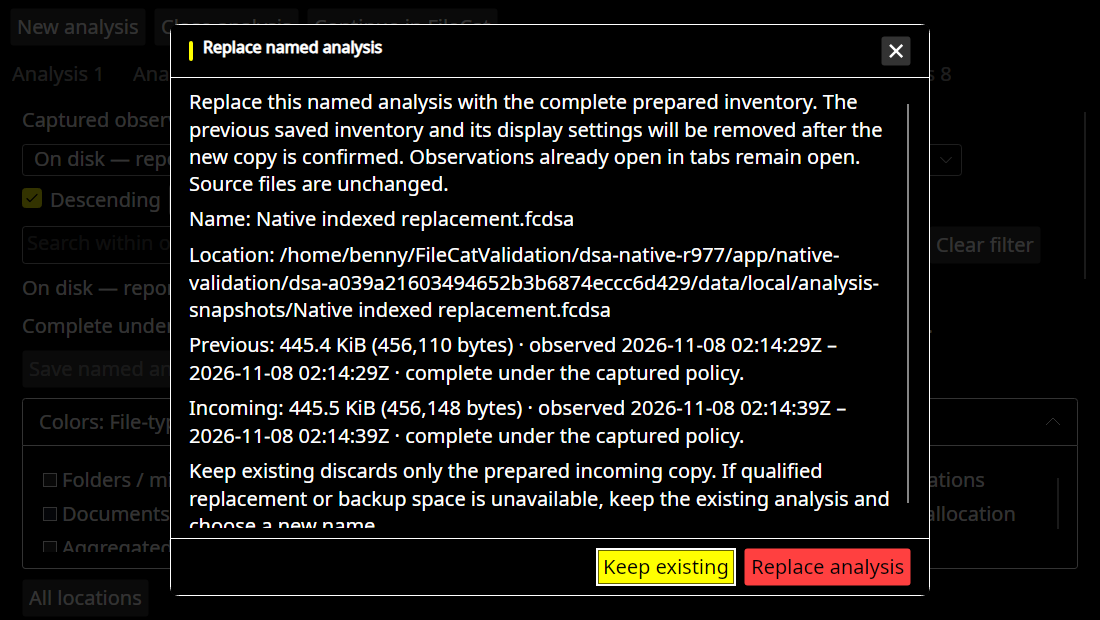 New analysis
Analysis 1
8
Replace named analysis
Replace this named analysis with the complete prepared inventory. The
previous saved inventory and its display settings will be removed after the
new copy is confirmed. Observations already open in tabs remain open.
Source files are unchanged.
Name: Native indexed replacement.fcdsa
Location: /home/benny/FileCatValidation/dsa-native-r977/app/native-
validation/dsa-a039a21603494652b3b6874eccc6d429/data/local/analysis-
snapshots/Native indexed replacement.fcdsa
Previous: 445.4 KiB (456,110 bytes) · observed 2026-11-08 02:14:29Z –
2026-11-08 02:14:29Z · complete under the captured policy.
Incoming: 445.5 KiB (456,148 bytes) · observed 2026-11-08 02:14:39Z –
2026-11-08 02:14:39Z · complete under the captured policy.
Keep existing discards only the prepared incoming copy. If qualified
replacement or backup space is unavailable, keep the existing analysis and
choose a new name.
Keep existing
Replace analysis
Captured
On disk —
Descending
Search within
Clear filter
On disk —
Complete
Save named
Colors:
Folders /
Documents
Aggregated
allocation
All locations